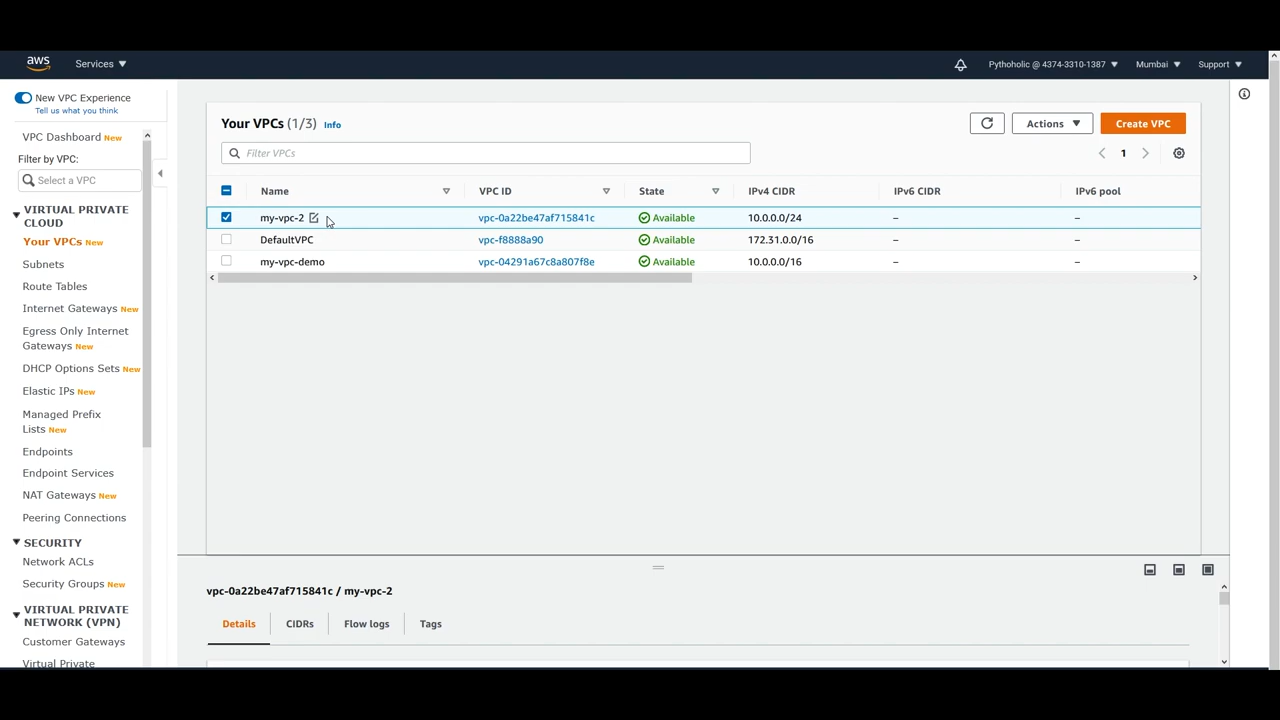 aws
Services
Pythoholic @ 4374-3310-1387
Mumbai
Support
New VPC Experience
Tell us what you think
VPC Dashboard New
Filter by VPC:
Select a VPC
VIRTUAL PRIVATE
CLOUD
Your VPCs New
Subnets
Route Tables
Internet Gateways New
Egress Only Internet
Gateways New
DHCP Options Sets New
Elastic IPs New
Managed Prefix
Lists New
Endpoints
Endpoint Services
NAT Gateways New
Peering Connections
SECURITY
Network ACLs
Security Groups New
VIRTUAL PRIVATE
NETWORK (VPN)
Customer Gateways
Virtual Private
Your VPCs (1/3) Info
Actions
Create VPC
Filter VPCs
1
Name VPC ID State IPv4 CIDR IPv6 CIDR IPv6 pool
my-vpc-2 vpc-0a22be47af715841c Available 10.0.0.0/24 – –
DefaultVPC vpc-f8888a90 Available 172.31.0.0/16 – –
my-vpc-demo vpc-04291a67c8a807f8e Available 10.0.0.0/16 – –
vpc-0a22be47af715841c / my-vpc-2
Details CIDRs Flow logs Tags